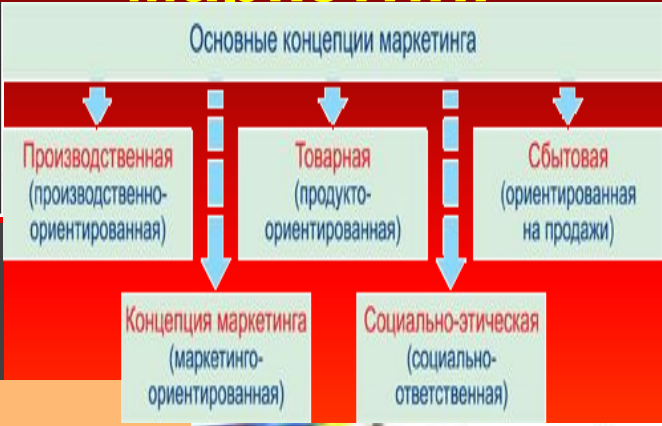 Основные концепции маркетинга
Производственная
(производственно-
ориентированная)
Товарная
(продукто-
ориентированная)
Сбытовая
(ориентированная
на продажи)
Концепция маркетинга
(маркетинго-
ориентированная)
Социально-этическая
(социально-
ответственная)